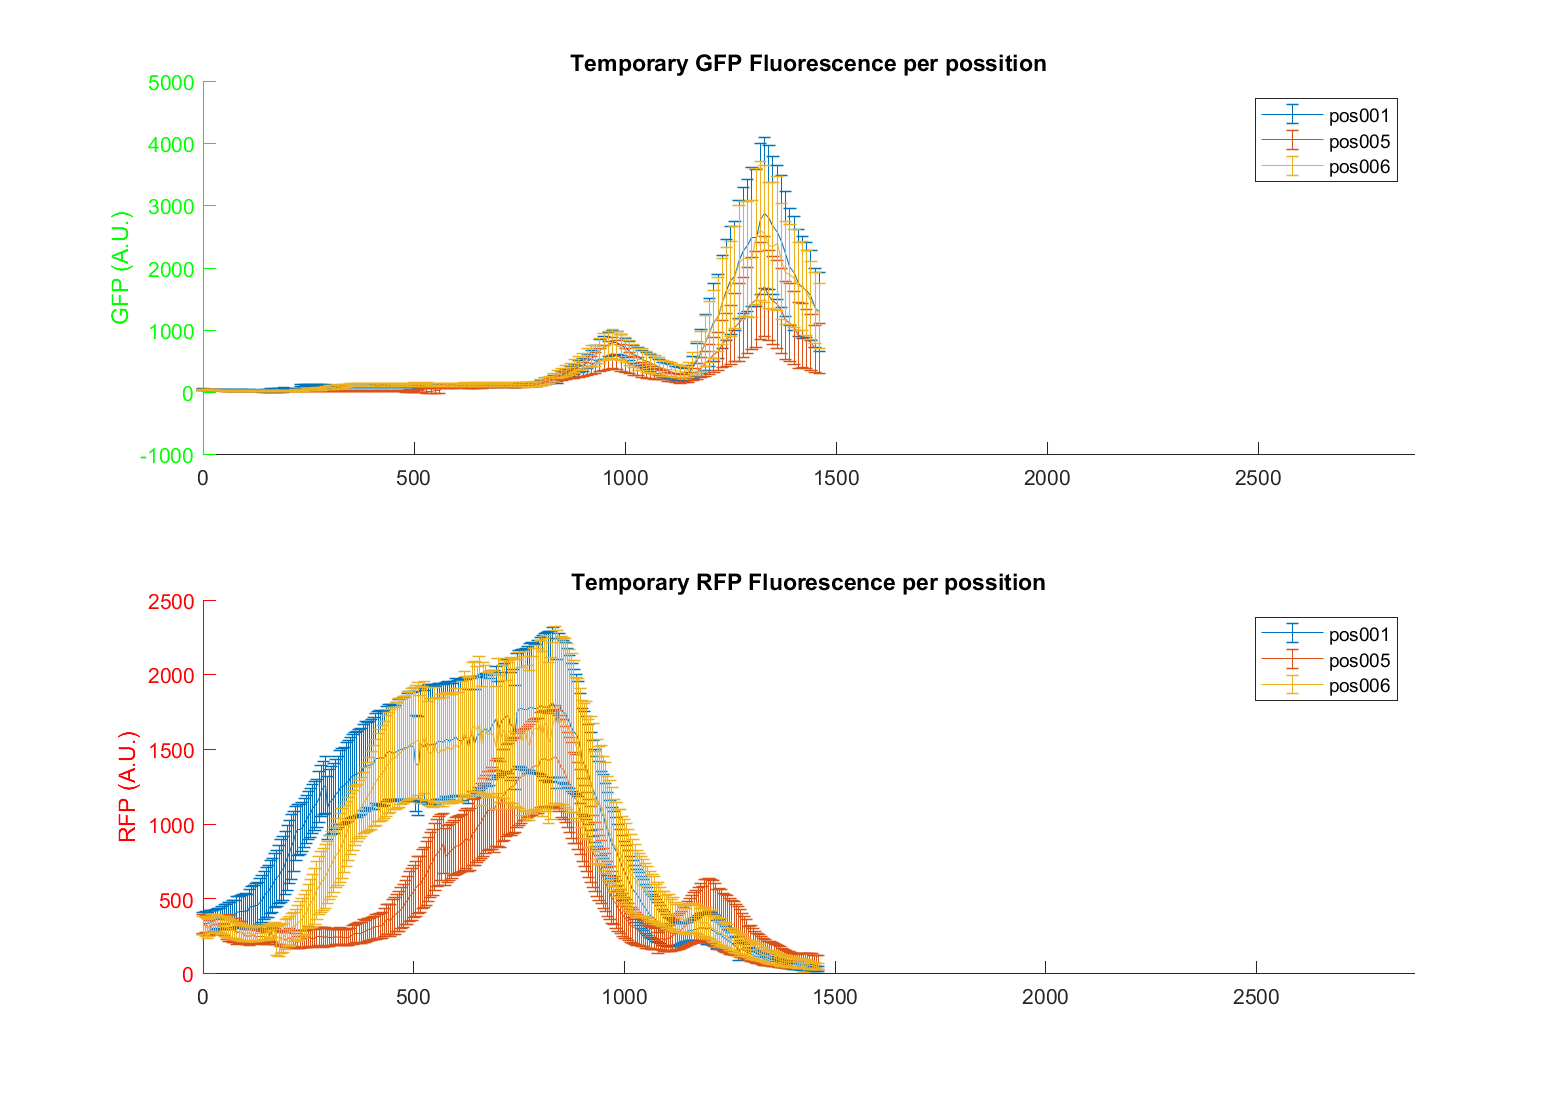 Temporary GFP Fluorescence per possition
5000
4000
3000
2000
1000
0
-1000
GFP (A.U.)
0 500 1000 1500 2000 2500
pos001
pos005
pos006
Temporary RFP Fluorescence per possition
2500
2000
1500
1000
500
0
RFP (A.U.)
0 500 1000 1500 2000 2500
pos001
pos005
pos006